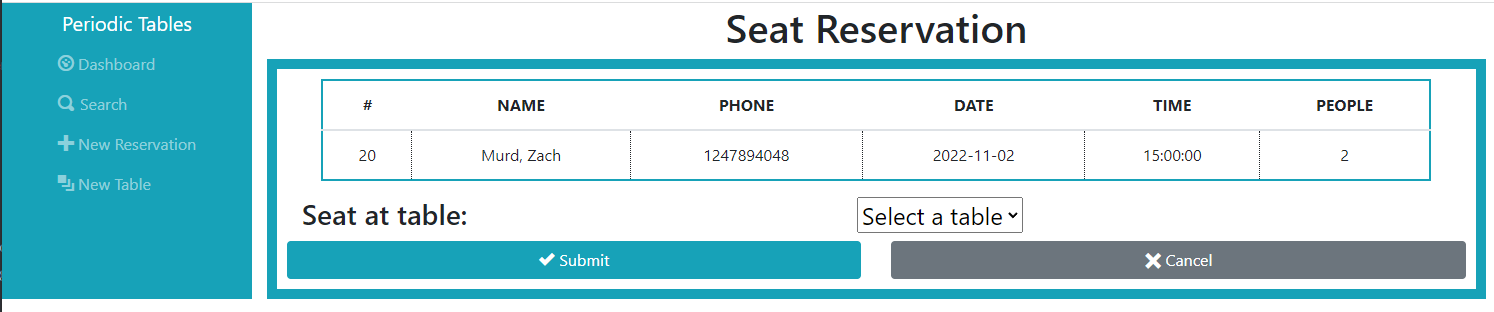 Periodic Tables
Dashboard
Search
New Reservation
New Table
Seat Reservation
# NAME PHONE DATE TIME PEOPLE
20 Murd, Zach 1247894048 2022-11-02 15:00:00 2
Seat at table: Select a table
Submit Cancel